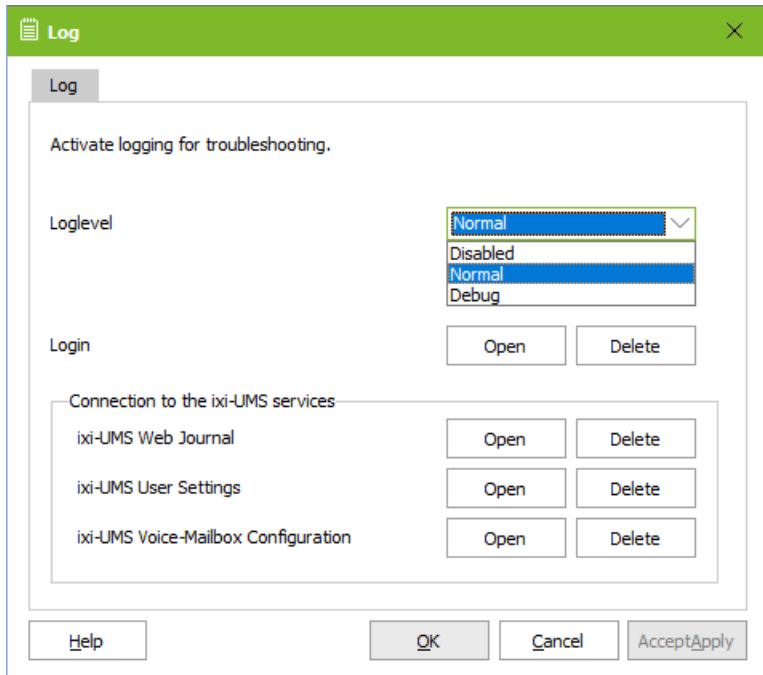 Log
Log
Activate logging for troubleshooting.
Loglevel
Normal
Disabled
Normal
Debug
Login
Open
Delete
Connection to the ixi-UMS services
ixi-UMS Web Journal
Open
Delete
ixi-UMS User Settings
Open
Delete
ixi-UMS Voice-Mailbox Configuration
Open
Delete
Help
OK
Cancel
AcceptApply